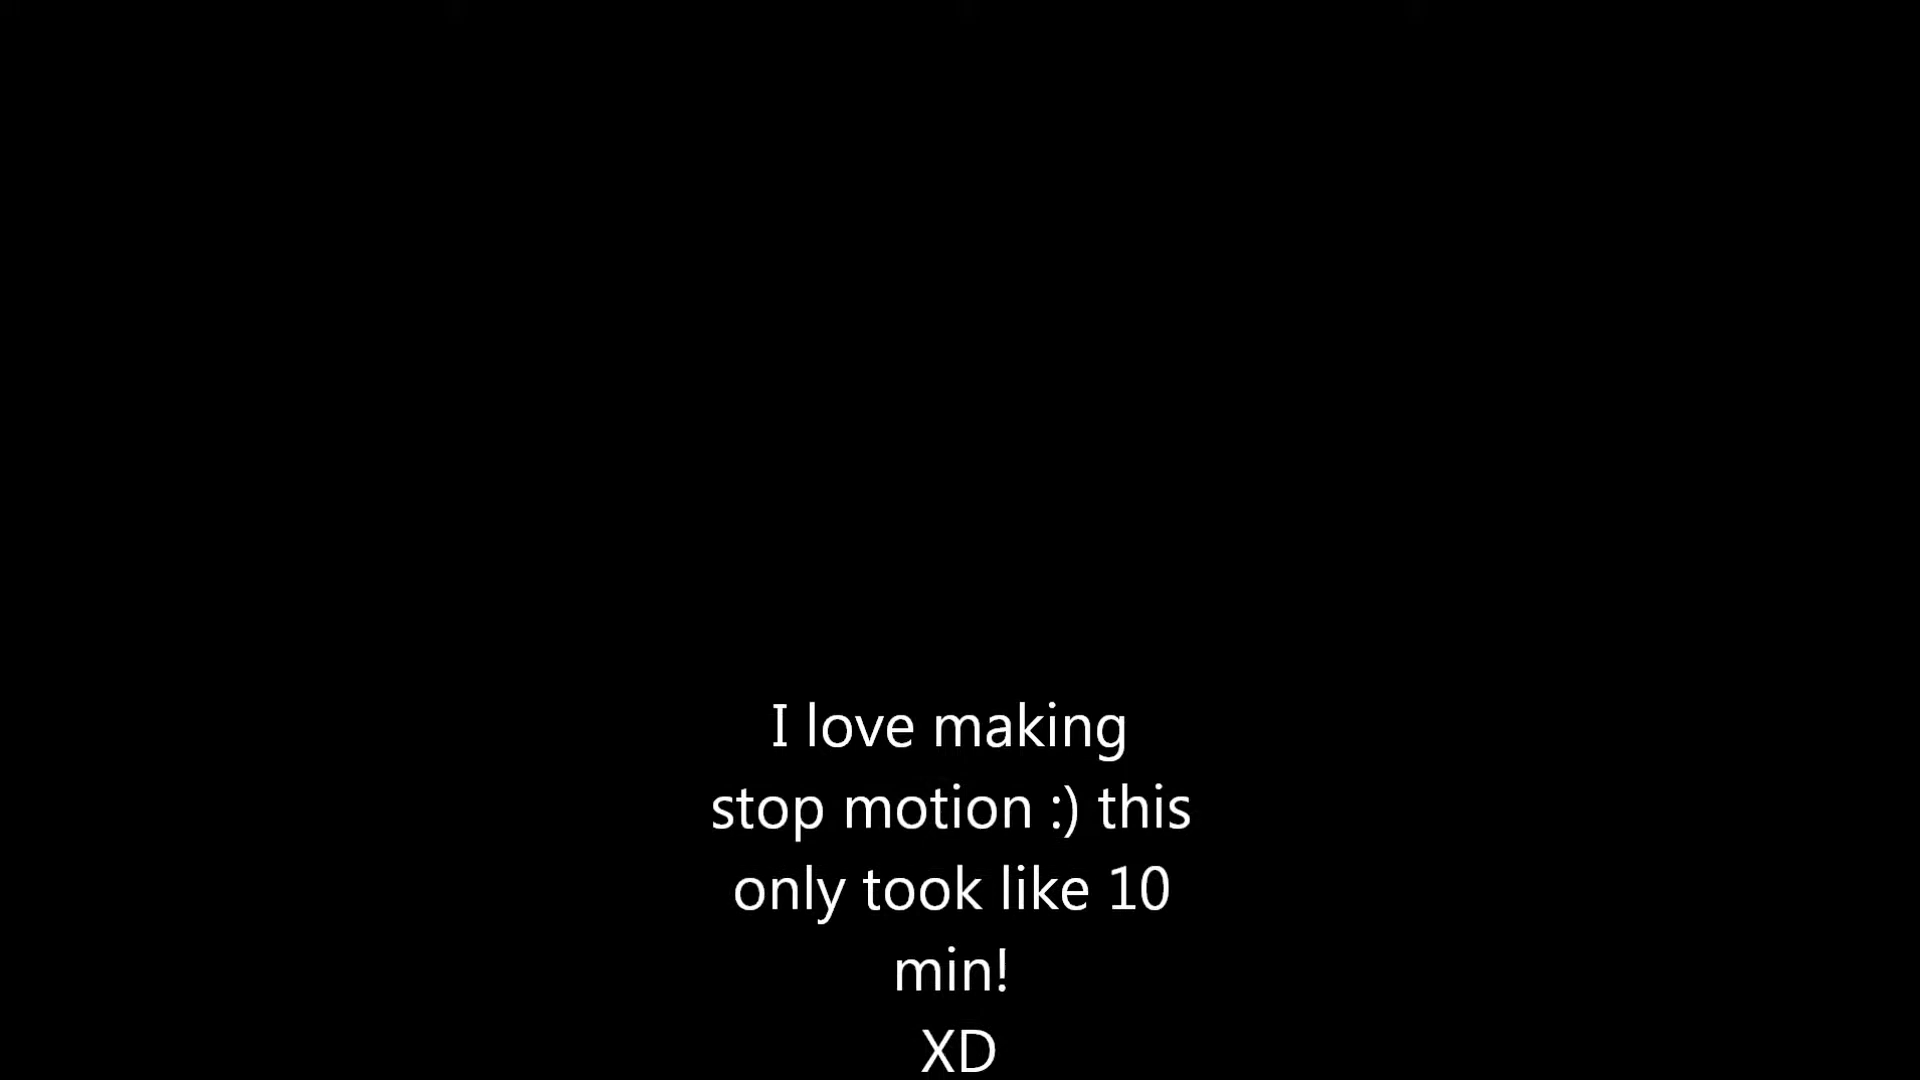 I love making
stop motion :) this
only took like 10
min!
XD